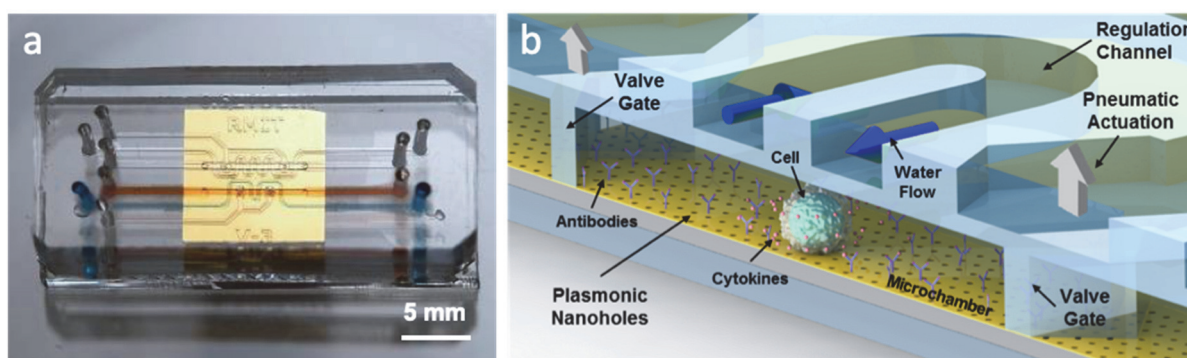 a
RMIT
V-3
5 mm
b
Regulation
Channel
Valve
Gate
Pneumatic
Actuation
Cell
Water
Flow
Antibodies
Cytokines
Microchamber
Plasmonic
Nanoholes
Valve
Gate